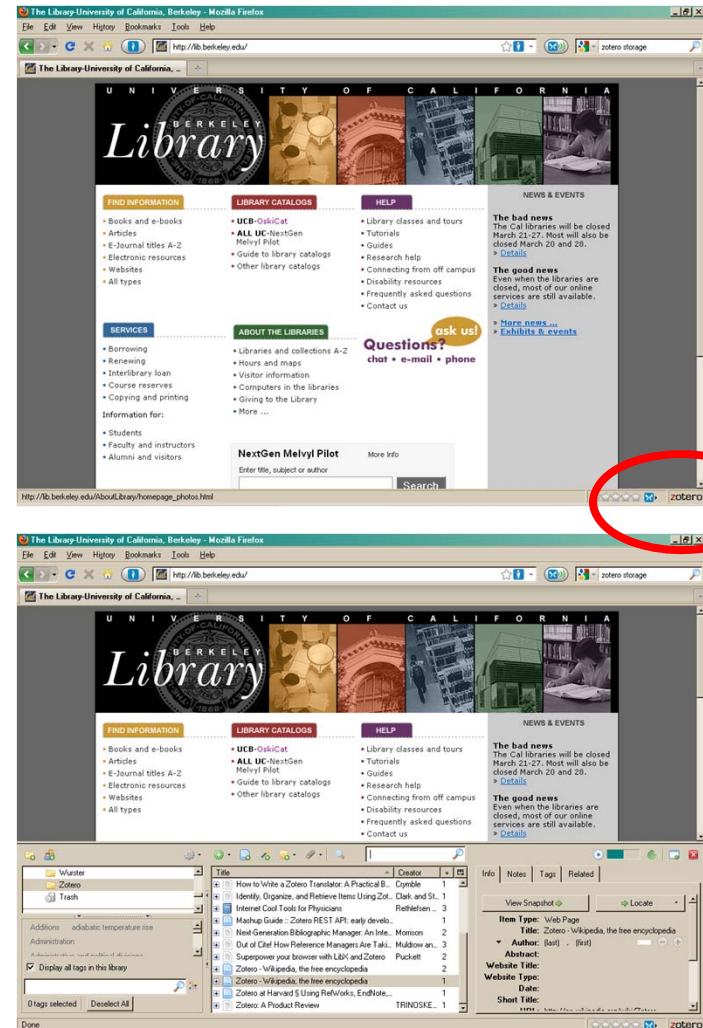 The Library-University of California, Berkeley - Mozilla Firefox
File Edit View History Bookmarks Tools Help
http://lib.berkeley.edu/
zotero storage
The Library-University of California, ...
UNIVERSITY OF CALIFORNIA
BERKELEY
Library
FIND INFORMATION
• Books and e-books
• Articles
• E-Journal titles A-Z
• Electronic resources
• Websites
• All types
LIBRARY CATALOGS
• UCB-OskiCat
• ALL UC-NextGen
Melvyl Pilot
• Guide to library catalogs
• Other library catalogs
HELP
• Library classes and tours
• Tutorials
• Guides
• Research help
• Connecting from off campus
• Disability resources
• Frequently asked questions
• Contact us
NEWS & EVENTS
The bad news
The Cal libraries will be closed
March 21-27. Most will also be
closed March 20 and 28.
» Details
The good news
Even when the libraries are
closed, most of our online
services are still available.
» Details
» More news ...
» Exhibits & events
SERVICES
• Borrowing
• Renewing
• Interlibrary loan
• Course reserves
• Copying and printing
Information for:
• Students
• Faculty and instructors
• Alumni and visitors
ABOUT THE LIBRARIES
• Libraries and collections A-Z
• Hours and maps
• Visitor information
• Computers in the libraries
• Giving to the Library
• More ...
ask us!
Questions?
chat • e-mail • phone
NextGen Melvyl Pilot More Info
Enter title, subject or author
Search
http://lib.berkeley.edu/AboutLibrary/homepage_photos.html
zotero
The Library-University of California, Berkeley - Mozilla Firefox
File Edit View History Bookmarks Tools Help
http://lib.berkeley.edu/
zotero storage
The Library-University of California, ...
UNIVERSITY OF CALIFORNIA
BERKELEY
Library
FIND INFORMATION
• Books and e-books
• Articles
• E-Journal titles A-Z
• Electronic resources
• Websites
• All types
LIBRARY CATALOGS
• UCB-OskiCat
• ALL UC-NextGen
Melvyl Pilot
• Guide to library catalogs
• Other library catalogs
HELP
• Library classes and tours
• Tutorials
• Guides
• Research help
• Connecting from off campus
• Disability resources
• Frequently asked questions
• Contact us
NEWS & EVENTS
The bad news
The Cal libraries will be closed
March 21-27. Most will also be
closed March 20 and 28.
» Details
The good news
Even when the libraries are
closed, most of our online
services are still available.
» Details
Wurster
Zotero
Trash
Additions adiabatic temperature rise
Administration
Display all tags in this library
0 tags selected Deselect All
Title Creator
How to Write a Zotero Translator: A Practical B... Crymble 1
Identify, Organize, and Retrieve Items Using Zot... Clark and St... 1
Internet Cool Tools for Physicians Rethlefsen ... 3
Mashup Guide :: Zotero REST API: early develo... 1
Next-Generation Bibliographic Manager: An Inte... Morrison 2
Out of Cite! How Reference Managers Are Taki... Muldrow an... 3
Superpower your browser with LibX and Zotero Puckett 2
Zotero - Wikipedia, the free encyclopedia 2
Zotero - Wikipedia, the free encyclopedia 1
Zotero at Harvard § Using RefWorks, EndNote,... 1
Zotero: A Product Review TRINOSKE... 1
Info Notes Tags Related
View Snapshot Locate
Item Type: Web Page
Title: Zotero - Wikipedia, the free encyclopedia
Author: (last) , (first)
Abstract:
Website Title:
Website Type:
Date:
Short Title:
Done
zotero